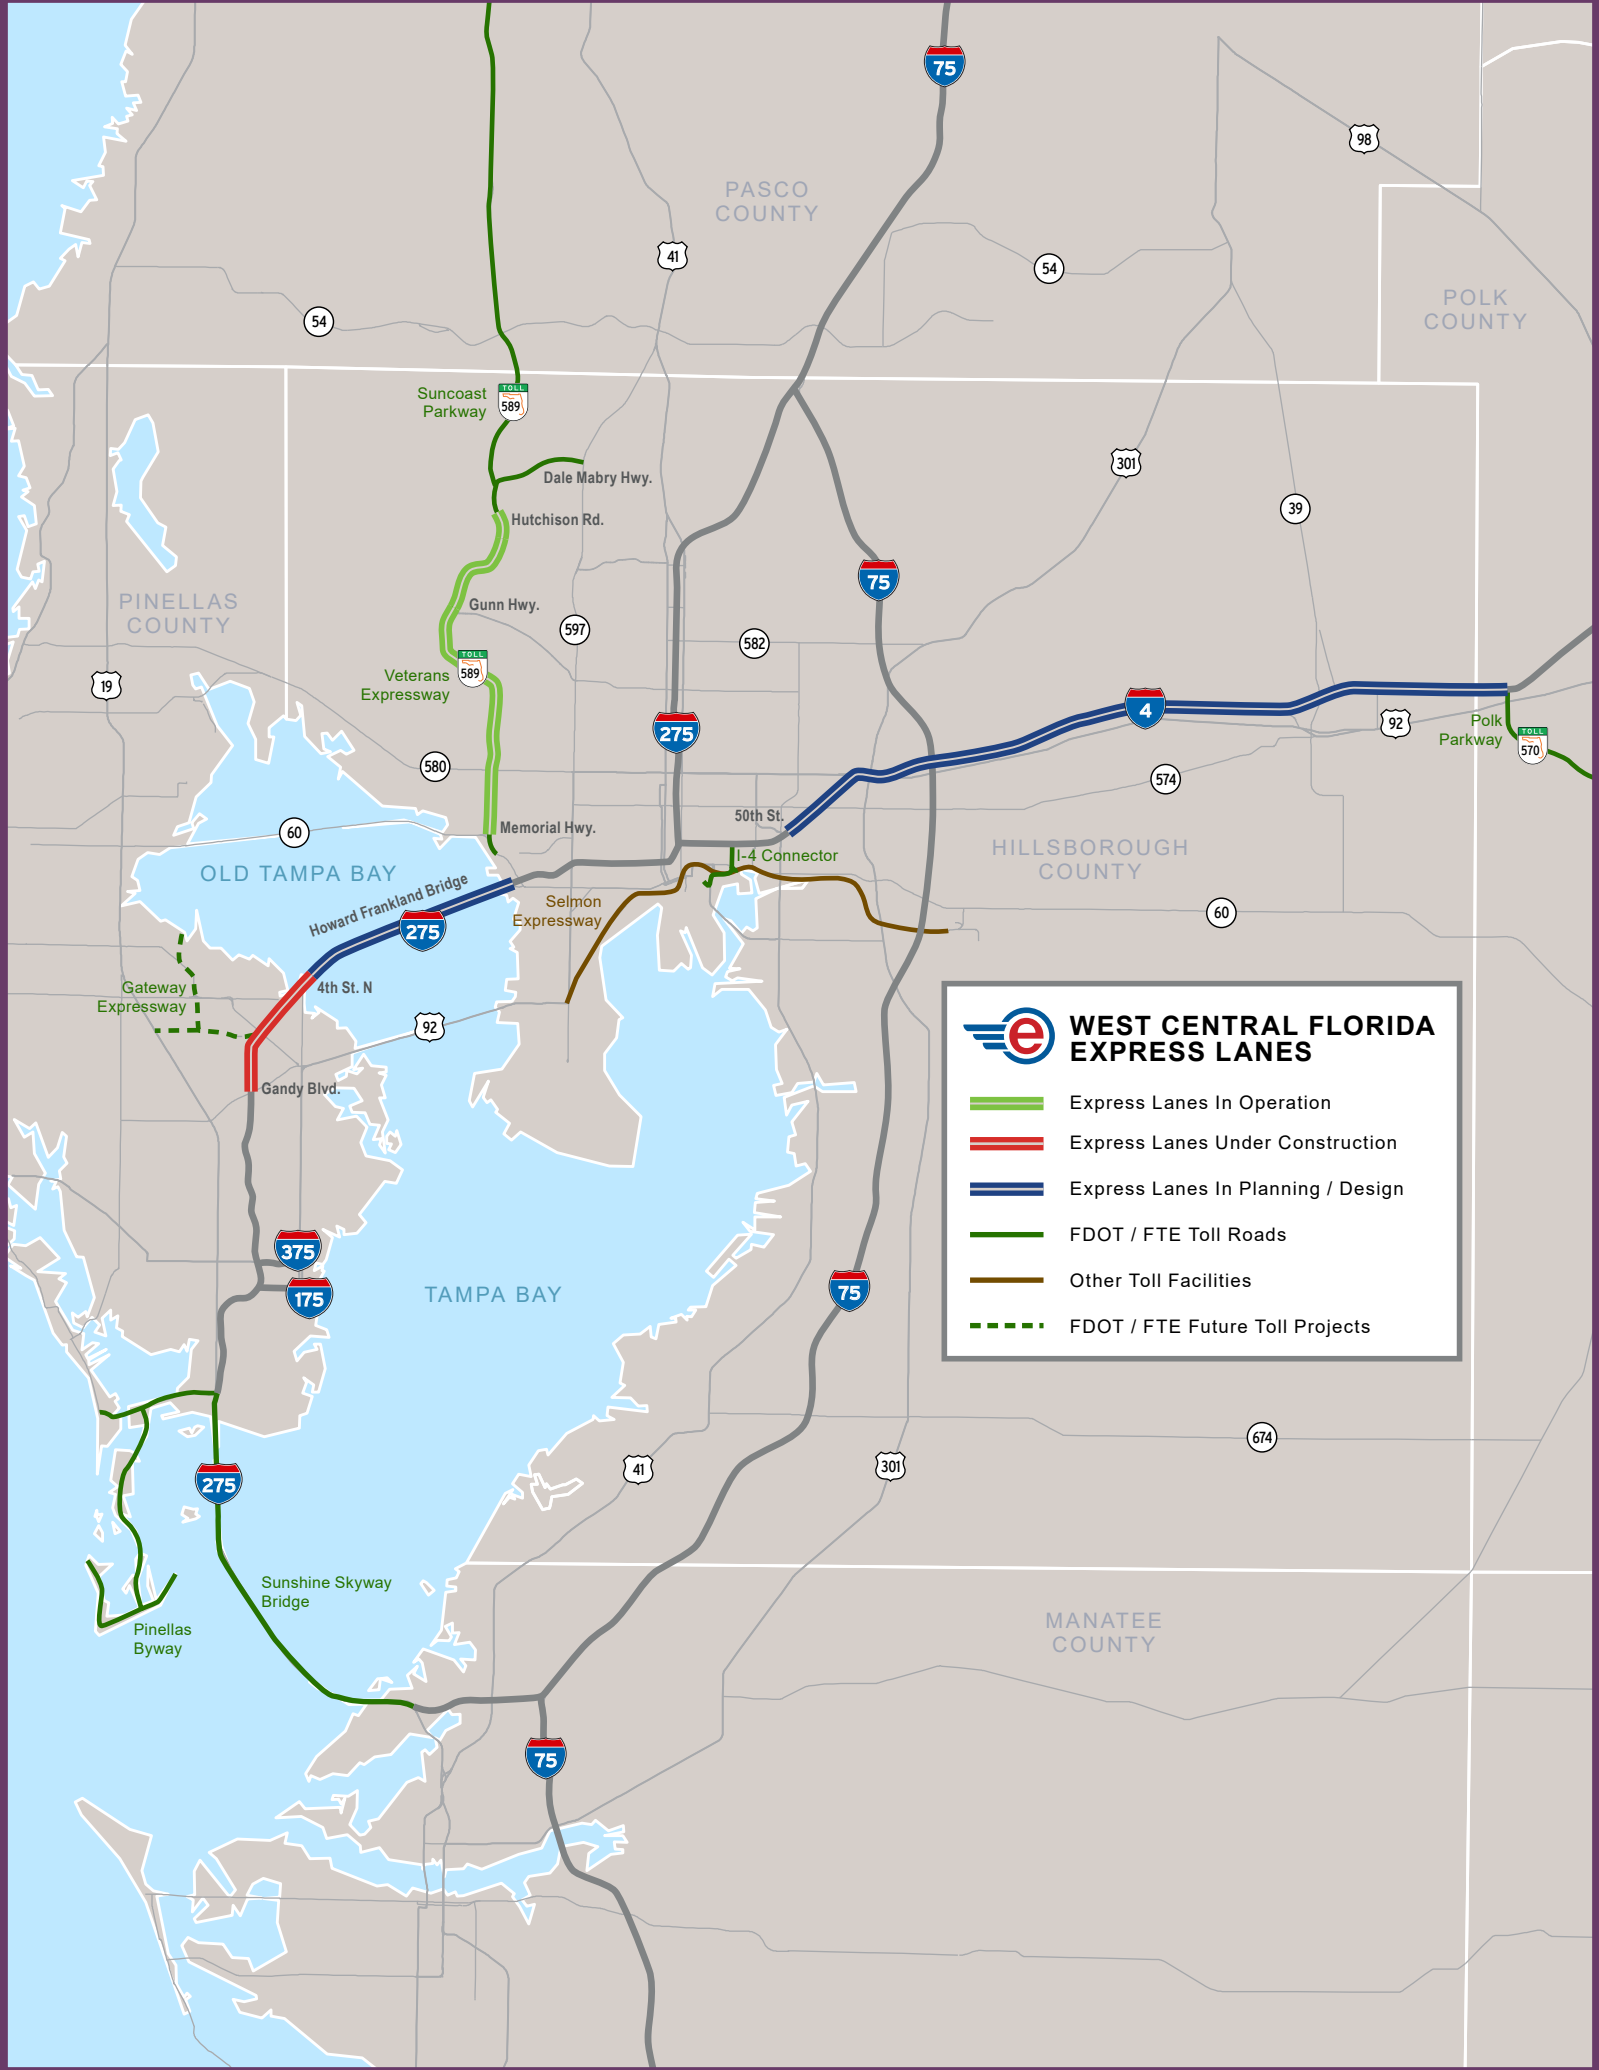 75
98
PASCO
COUNTY
41
54
54
POLK
COUNTY
Suncoast
Parkway
TOLL
589
Dale Mabry Hwy.
301
Hutchison Rd.
39
75
PINELLAS
COUNTY
Gunn Hwy.
597
582
19
Veterans
Expressway
TOLL
589
275
4
92
Polk
Parkway
TOLL
570
580
574
60
Memorial Hwy.
50th St.
I-4 Connector
HILLSBOROUGH
COUNTY
OLD TAMPA BAY
Howard Frankland Bridge
275
Selmon
Expressway
60
Gateway
Expressway
4th St. N
92
Gandy Blvd.
e
WEST CENTRAL FLORIDA
EXPRESS LANES
Express Lanes In Operation
Express Lanes Under Construction
Express Lanes In Planning / Design
FDOT / FTE Toll Roads
Other Toll Facilities
FDOT / FTE Future Toll Projects
375
175
TAMPA BAY
75
674
41
301
275
Sunshine Skyway
Bridge
Pinellas
Byway
MANATEE
COUNTY
75